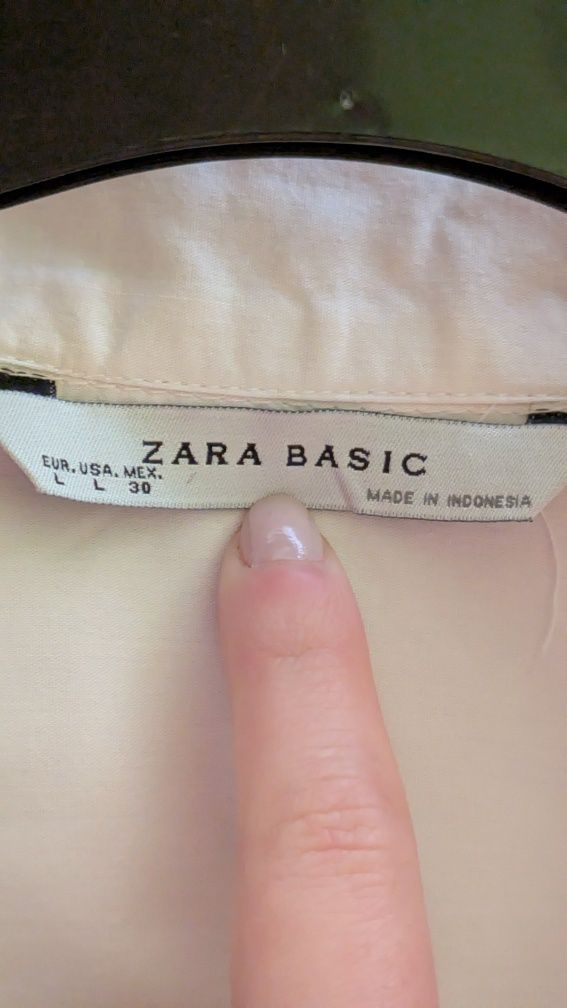 ZARA BASIC
EUR. USA. MEX.
L L 30
MADE IN INDONESIA